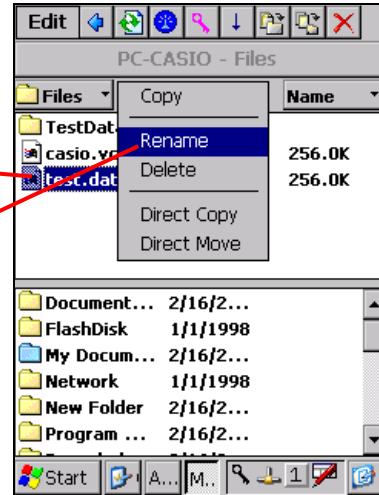 Edit
PC-CASIO - Files
Files Name
Copy
TestDat
Rename
casio.vc 256.0K
Delete
test.dat 256.0K
Direct Copy
Direct Move
Document... 2/16/2...
FlashDisk 1/1/1998
My Docum... 2/16/2...
Network 1/1/1998
New Folder 2/16/2...
Program ... 2/16/2...
Start A... M.. 1